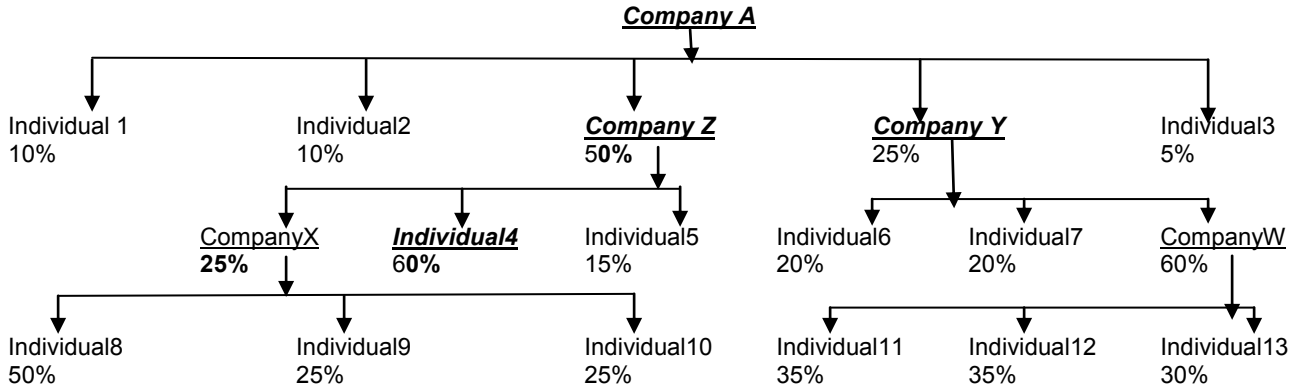 Company A
Individual 1 Individual2 Company Z Company Y Individual3
10% 10% 50% 25% 5%
CompanyX Individual4 Individual5 Individual6 Individual7 CompanyW
25% 60% 15% 20% 20% 60%
Individual8 Individual9 Individual10 Individual11 Individual12 Individual13
50% 25% 25% 35% 35% 30%